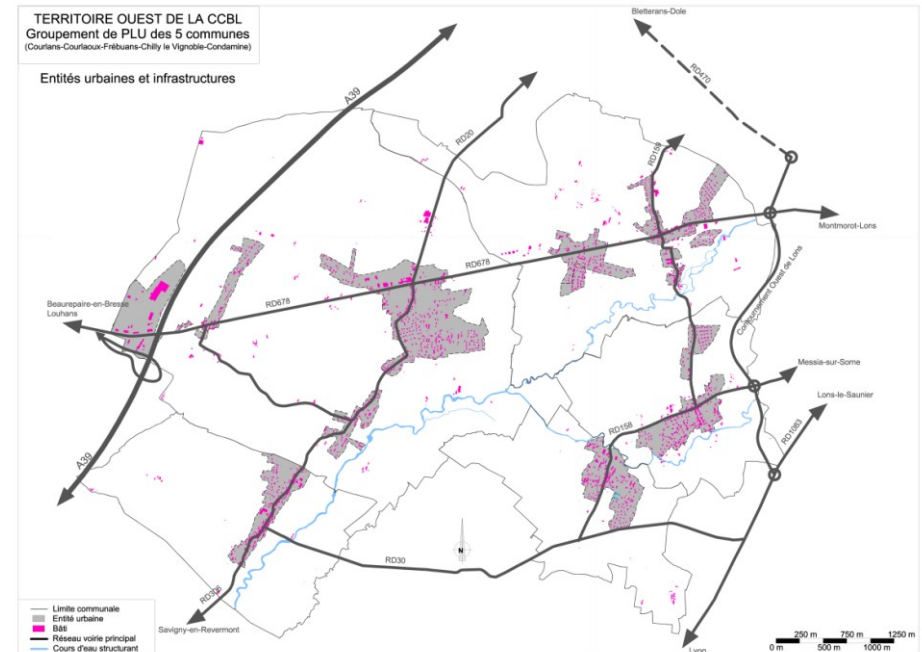 TERRITOIRE OUEST DE LA CCBL
Groupement de PLU des 5 communes
(Courlans-Courlaoux-Frébuans-Chilly le Vignoble-Condamine)
Entités urbaines et infrastructures
Bletterans-Dole
RD470
A39
RD20
RD159
Montmorot-Lons
RD678
RD678
Contournement Ouest de Lons
Beaurepaire-en-Bresse
Louhans
Messia-sur-Sorne
Lons-le-Saunier
RD158
RD1083
A39
N
RD30
RD306
Savigny-en-Revermont
Lyon
Limite communale
Entité urbaine
Bâti
Réseau voirie principal
Cours d'eau structurant
250 m 750 m 1250 m
0 m 500 m 1000 m